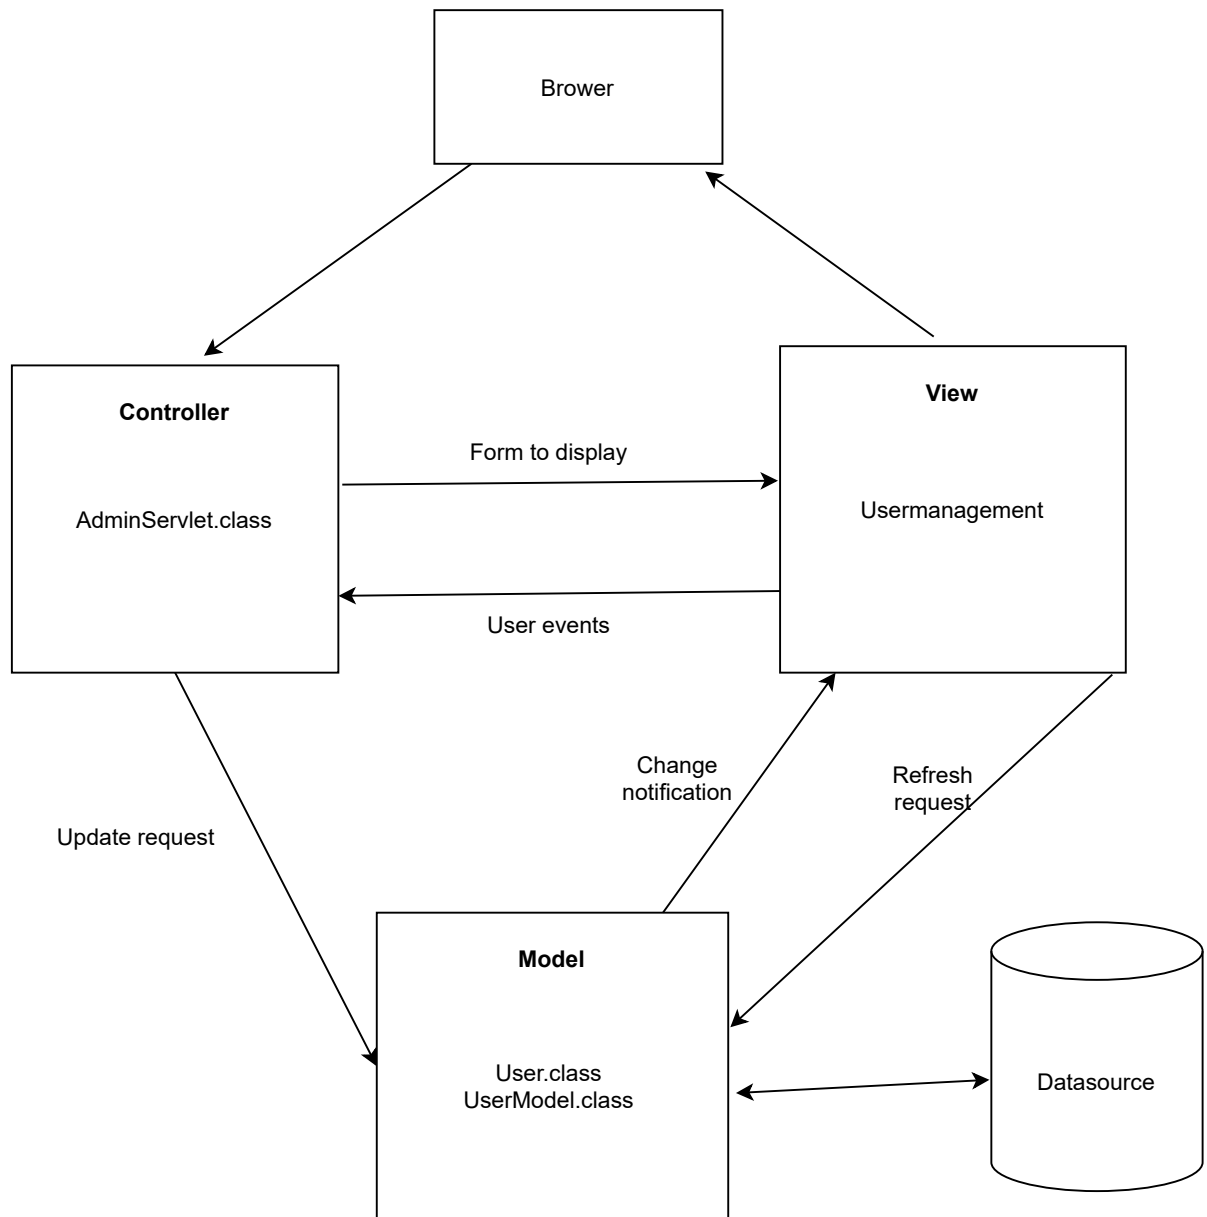 Brower
Controller
AdminServlet.class
Form to display
User events
View
Usermanagement
Change
notification
Refresh
request
Update request
Model
User.class
UserModel.class
Datasource